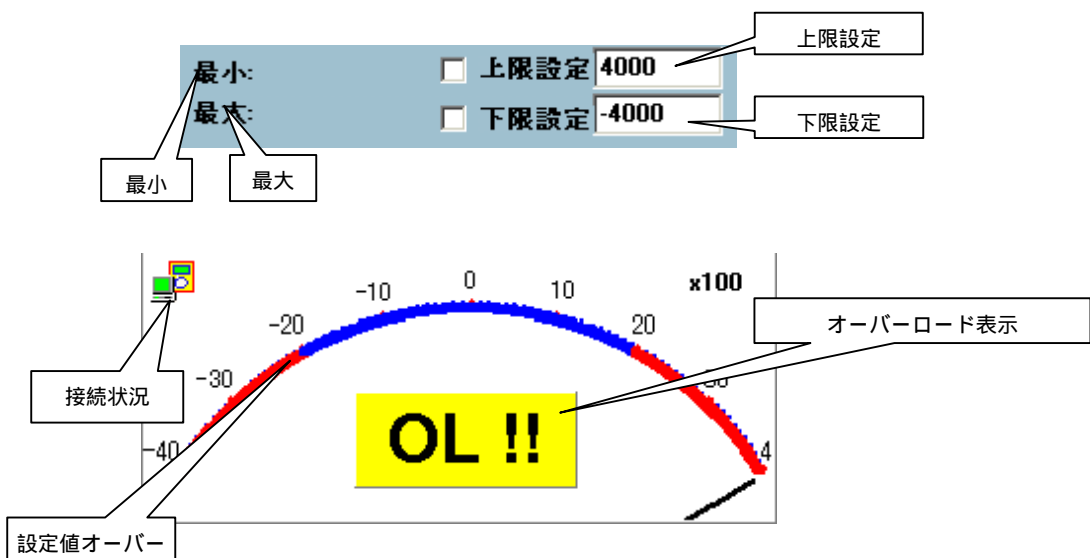 上限設定
最小: 上限設定 4000
最大: 下限設定 -4000
下限設定
最小
最大
0
-10 10 x100
-20 20
オーバーロード表示
-30
接続状況
OL !!
-40 4
設定値オーバー